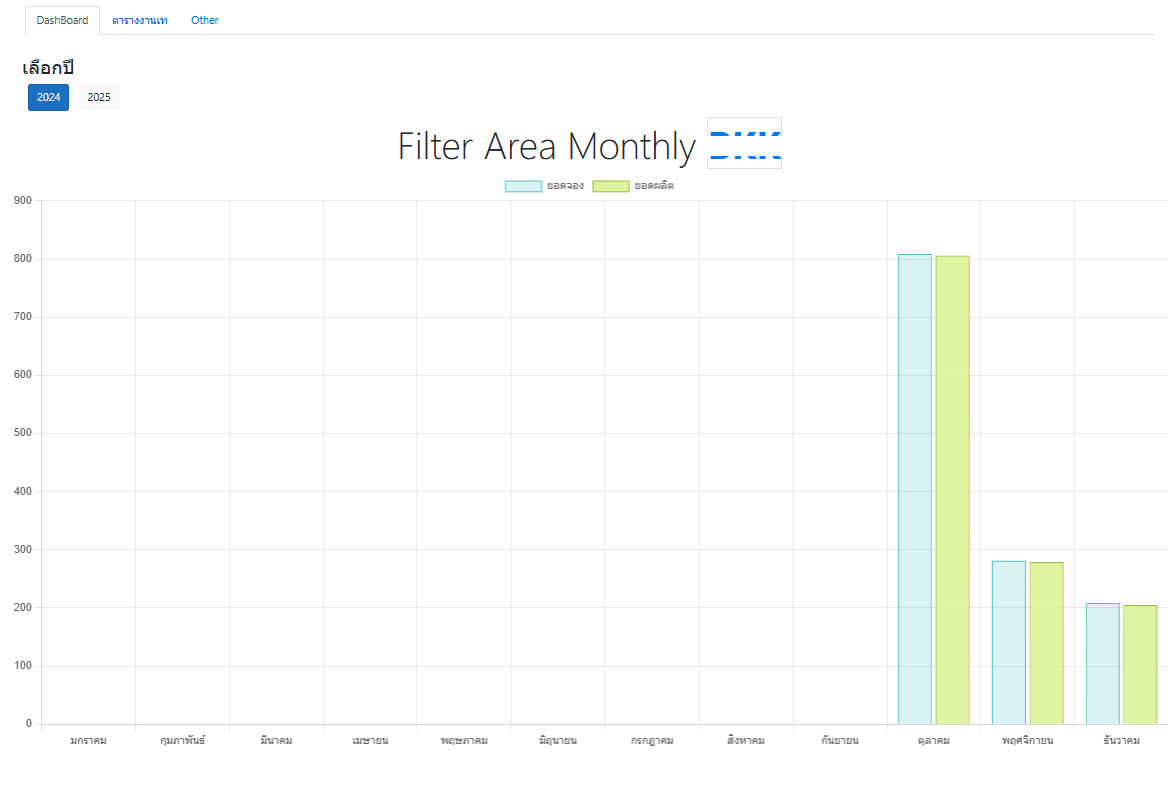 DashBoard ตารางงานเท Other
เลือกปี
2024 2025
Filter Area Monthly
ยอดจอง ยอดผลิต
900
800
700
600
500
400
300
200
100
0
มกราคม กุมภาพันธ์ มีนาคม เมษายน พฤษภาคม มิถุนายน กรกฎาคม สิงหาคม กันยายน ตุลาคม พฤศจิกายน ธันวาคม